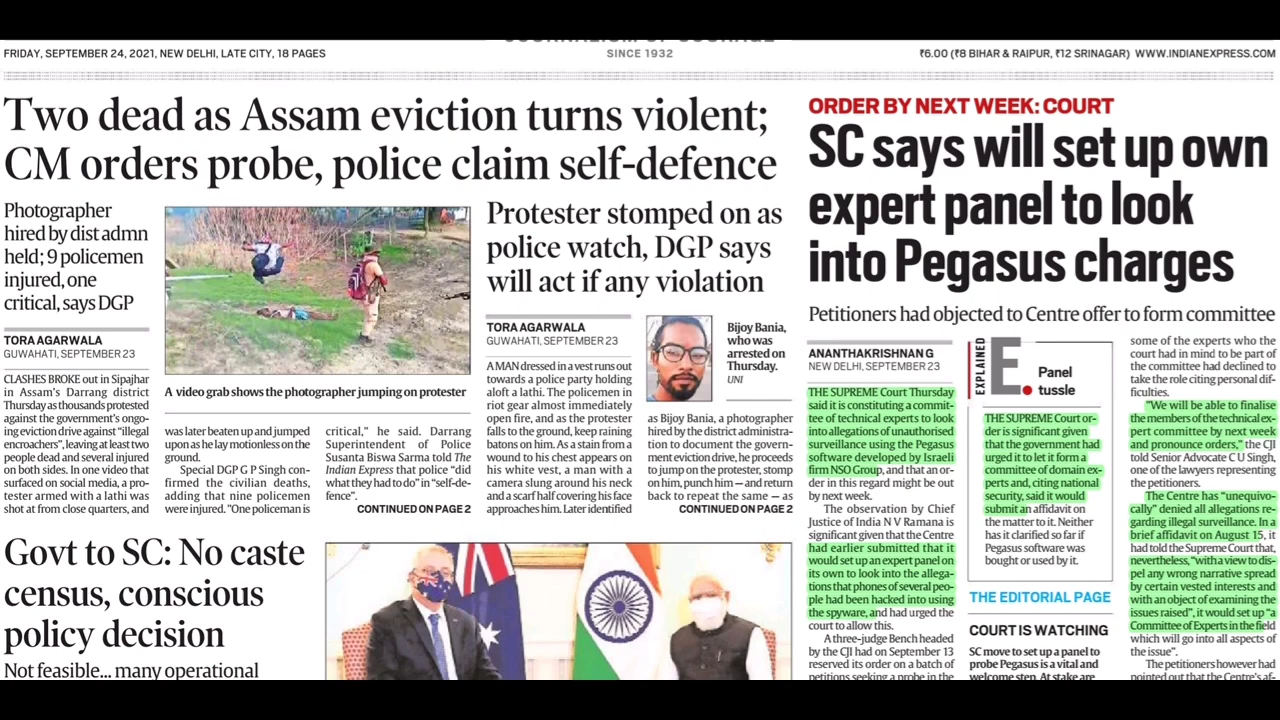 FRIDAY, SEPTEMBER 24, 2021, NEW DELHI, LATE CITY, 18 PAGES
SINCE 1932
₹6.00 (₹8 BIHAR & RAIPUR, ₹12 SRINAGAR) WWW.INDIANEXPRESS.COM
Two dead as Assam eviction turns violent;
CM orders probe, police claim self-defence
Photographer
hired by dist admn
held; 9 policemen
injured, one
critical, says DGP
TORA AGARWALA
GUWAHATI, SEPTEMBER 23
CLASHES BROKE out in Sipajhar
in Assam's Darrang district
Thursday as thousands protested
against the government's ongo-
ing eviction drive against "illegal
encroachers", leaving at least two
people dead and several injured
on both sides. In one video that
surfaced on social media, a pro-
tester armed with a lathi was
shot at from close quarters, and
A video grab shows the photographer jumping on protester
was later beaten up and jumped
upon as he lay motionless on the
ground.
Special DGP G P Singh con-
firmed the civilian deaths,
adding that nine policemen
were injured. "One policeman is
critical," he said. Darrang
Superintendent of Police
Susanta Biswa Sarma told The
Indian Express that police "did
what they had to do" in "self-de-
fence".
CONTINUED ON PAGE 2
Protester stomped on as
police watch, DGP says
will act if any violation
TORA AGARWALA
GUWAHATI, SEPTEMBER 23
A MAN dressed in a vest runs out
towards a police party holding
aloft a lathi. The policemen in
riot gear almost immediately
open fire, and as the protester
falls to the ground, keep raining
batons on him. As a stain from a
wound to his chest appears on
his white vest, a man with a
camera slung around his neck
and a scarf half covering his face
approaches him. Later identified
Bijoy Bania,
who was
arrested on
Thursday.
UNI
as Bijoy Bania, a photographer
hired by the district admin-
istration to document the govern-
ment eviction drive, he proceeds
to jump on the protester, stomp
on him, punch him — and return
back to repeat the same — as
CONTINUED ON PAGE 2
Govt to SC: No caste
census, conscious
policy decision
Not feasible... many operational
ORDER BY NEXT WEEK: COURT
SC says will set up own
expert panel to look
into Pegasus charges
Petitioners had objected to Centre offer to form committee
ANANTHAKRISHNAN G
NEW DELHI, SEPTEMBER 23
THE SUPREME Court Thursday
said it is constituting a commit-
tee of technical experts to look
into allegations of unauthorised
surveillance using the Pegasus
software developed by Israeli
firm NSO Group, and that an or-
der in this regard might be out
by next week.
The observation by Chief
Justice of India N V Ramana is
significant given that the Centre
had earlier submitted that it
would set up an expert panel on
its own to look into the allega-
tions that phones of several peo-
ple had been hacked into using
the spyware, and had urged the
court to allow this.
A three-judge Bench headed
by the CJI had on September 13
reserved its order on a batch of
petitions seeking a probe in the
EXPLAINED
E.
Panel
tussle
THE SUPREME Court or-
der is significant given
that the government had
urged it to let it form a
committee of domain ex-
perts and, citing national
security, said it would
submit an affidavit on
the matter to it. Neither
has it clarified so far if
Pegasus software was
bought or used by it.
THE EDITORIAL PAGE
COURT IS WATCHING
SC move to set up a panel to
probe Pegasus is a vital and
welcome step. At stake are
some of the experts who the
court had in mind to be part of
the committee had declined to
take the role citing personal dif-
ficulties.
"We will be able to finalise
the members of the technical ex-
pert committee by next week
and pronounce orders," the CJI
told Senior Advocate C U Singh,
one of the lawyers representing
the petitioners.
The Centre has "unequivo-
cally" denied all allegations re-
garding illegal surveillance. In a
brief affidavit on August 15, it
had told the Supreme Court that,
nevertheless, "with a view to dis-
pel any wrong narrative spread
by certain vested interests and
with an object of examining the
issues raised", it would set up "a
Committee of Experts in the field
which will go into all aspects of
the issue".
The petitioners however had
pointed out that the Centre's af-